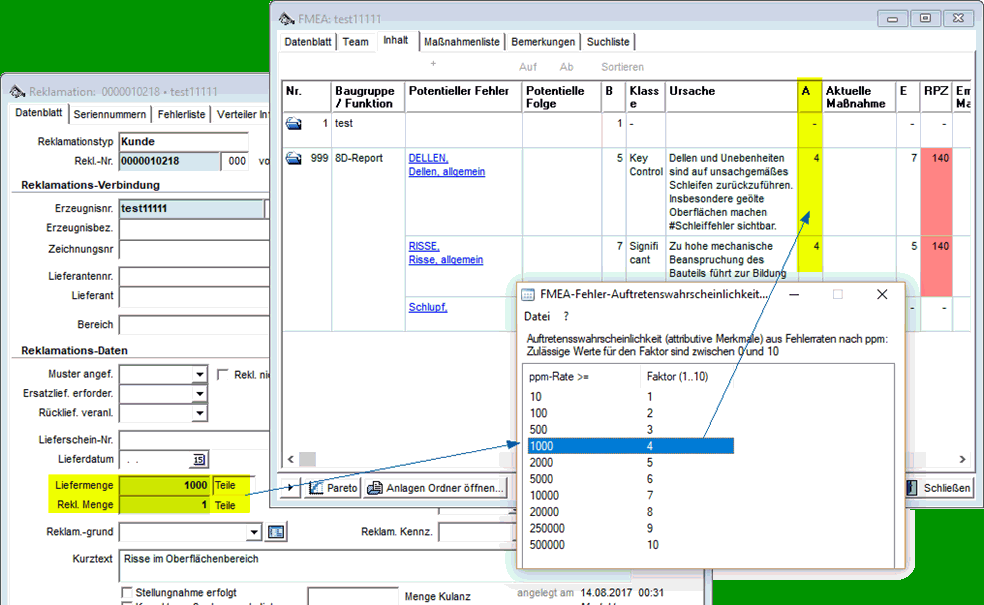 FMEA: test11111
Datenblatt Team Inhalt Maßnahmenliste Bemerkungen Suchliste
+ Auf Ab Sortieren
Nr. Baugruppe / Funktion Potentieller Fehler Potentielle Folge B Klass e Ursache A Aktuelle Maßnahme E RPZ Em Ma
1 test 1 - - - -
999 8D-Report DELLEN, 5 Key Dellen und Unebenheiten 4 7 140
Dellen, allgemein Control sind auf unsachgemäßes
Schleifen zurückzuführen.
Insbesondere geölte
Oberflächen machen
#Schleiffehler sichtbar.
RISSE, 7 Signifi Zu hohe mechanische 4 5 140
Risse, allgemein cant Beanspruchung des
Bauteils führt zur Bildung
Schlupf, - -
< >
Pareto Anlagen Ordner öffnen... Schließen
Reklamation: 0000010218 • test11111
Datenblatt Seriennummern Fehlerliste Verteiler In
Reklamationstyp Kunde
Rekl.-Nr. 0000010218 000 vo
Reklamations-Verbindung
Erzeugnisnr. test11111
Erzeugnisbez.
Zeichnungsnr
Lieferantennr.
Lieferant
Bereich
Reklamations-Daten
Muster angef. Rekl. ni
Ersatzlief. erforder.
Rücklief. veranl.
Lieferschein-Nr.
Lieferdatum . . 15
Liefermenge 1000 Teile
Rekl. Menge 1 Teile
Reklam.-grund Reklam. Kennz.
Kurztext Risse im Oberflächenbereich
Stellungnahme erfolgt Menge Kulanz angelegt am 14.08.2017 00:31
FMEA-Fehler-Auftretenswahrscheinlichkeit...
Datei ?
Auftretenswahrscheinlichkeit (attributive Merkmale) aus Fehlerraten nach ppm:
Zulässige Werte für den Faktor sind zwischen 0 und 10
ppm-Rate >= Faktor (1..10)
10 1
100 2
500 3
1000 4
2000 5
5000 6
10000 7
20000 8
250000 9
500000 10